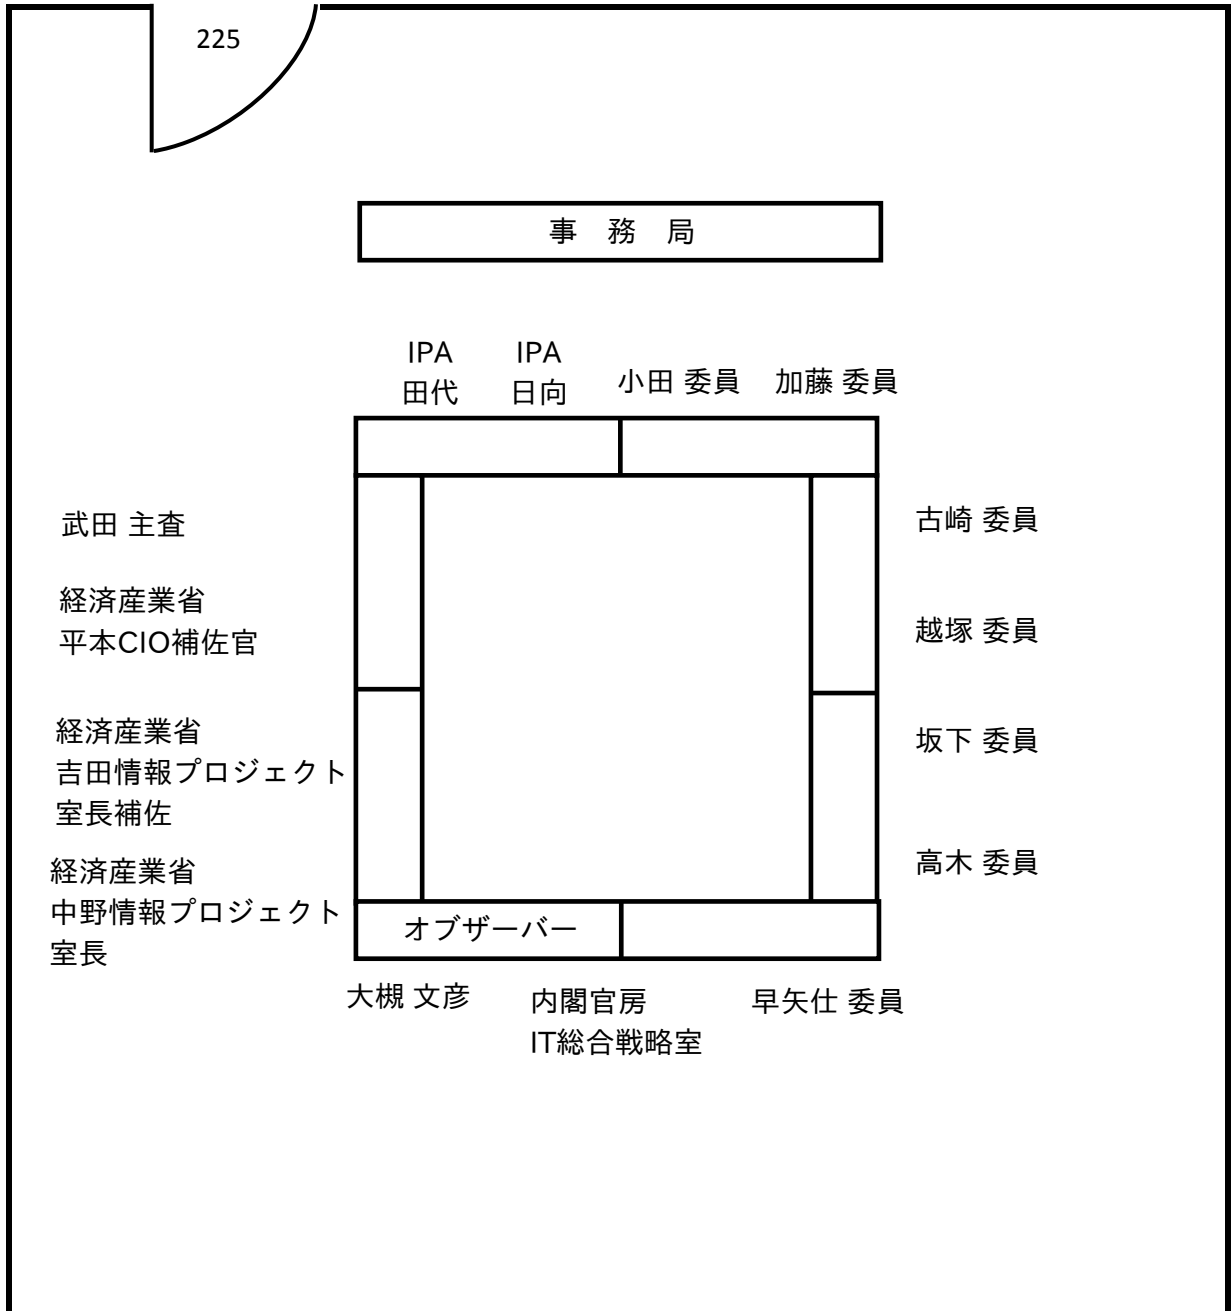 225
事　務　局
IPA
田代
IPA
日向
小田 委員
加藤 委員
武田 主査
経済産業省
平本CIO補佐官
経済産業省
吉田情報プロジェクト
室長補佐
経済産業省
中野情報プロジェクト
室長
古崎 委員
越塚 委員
坂下 委員
高木 委員
オブザーバー
大槻 文彦
内閣官房
IT総合戦略室
早矢仕 委員